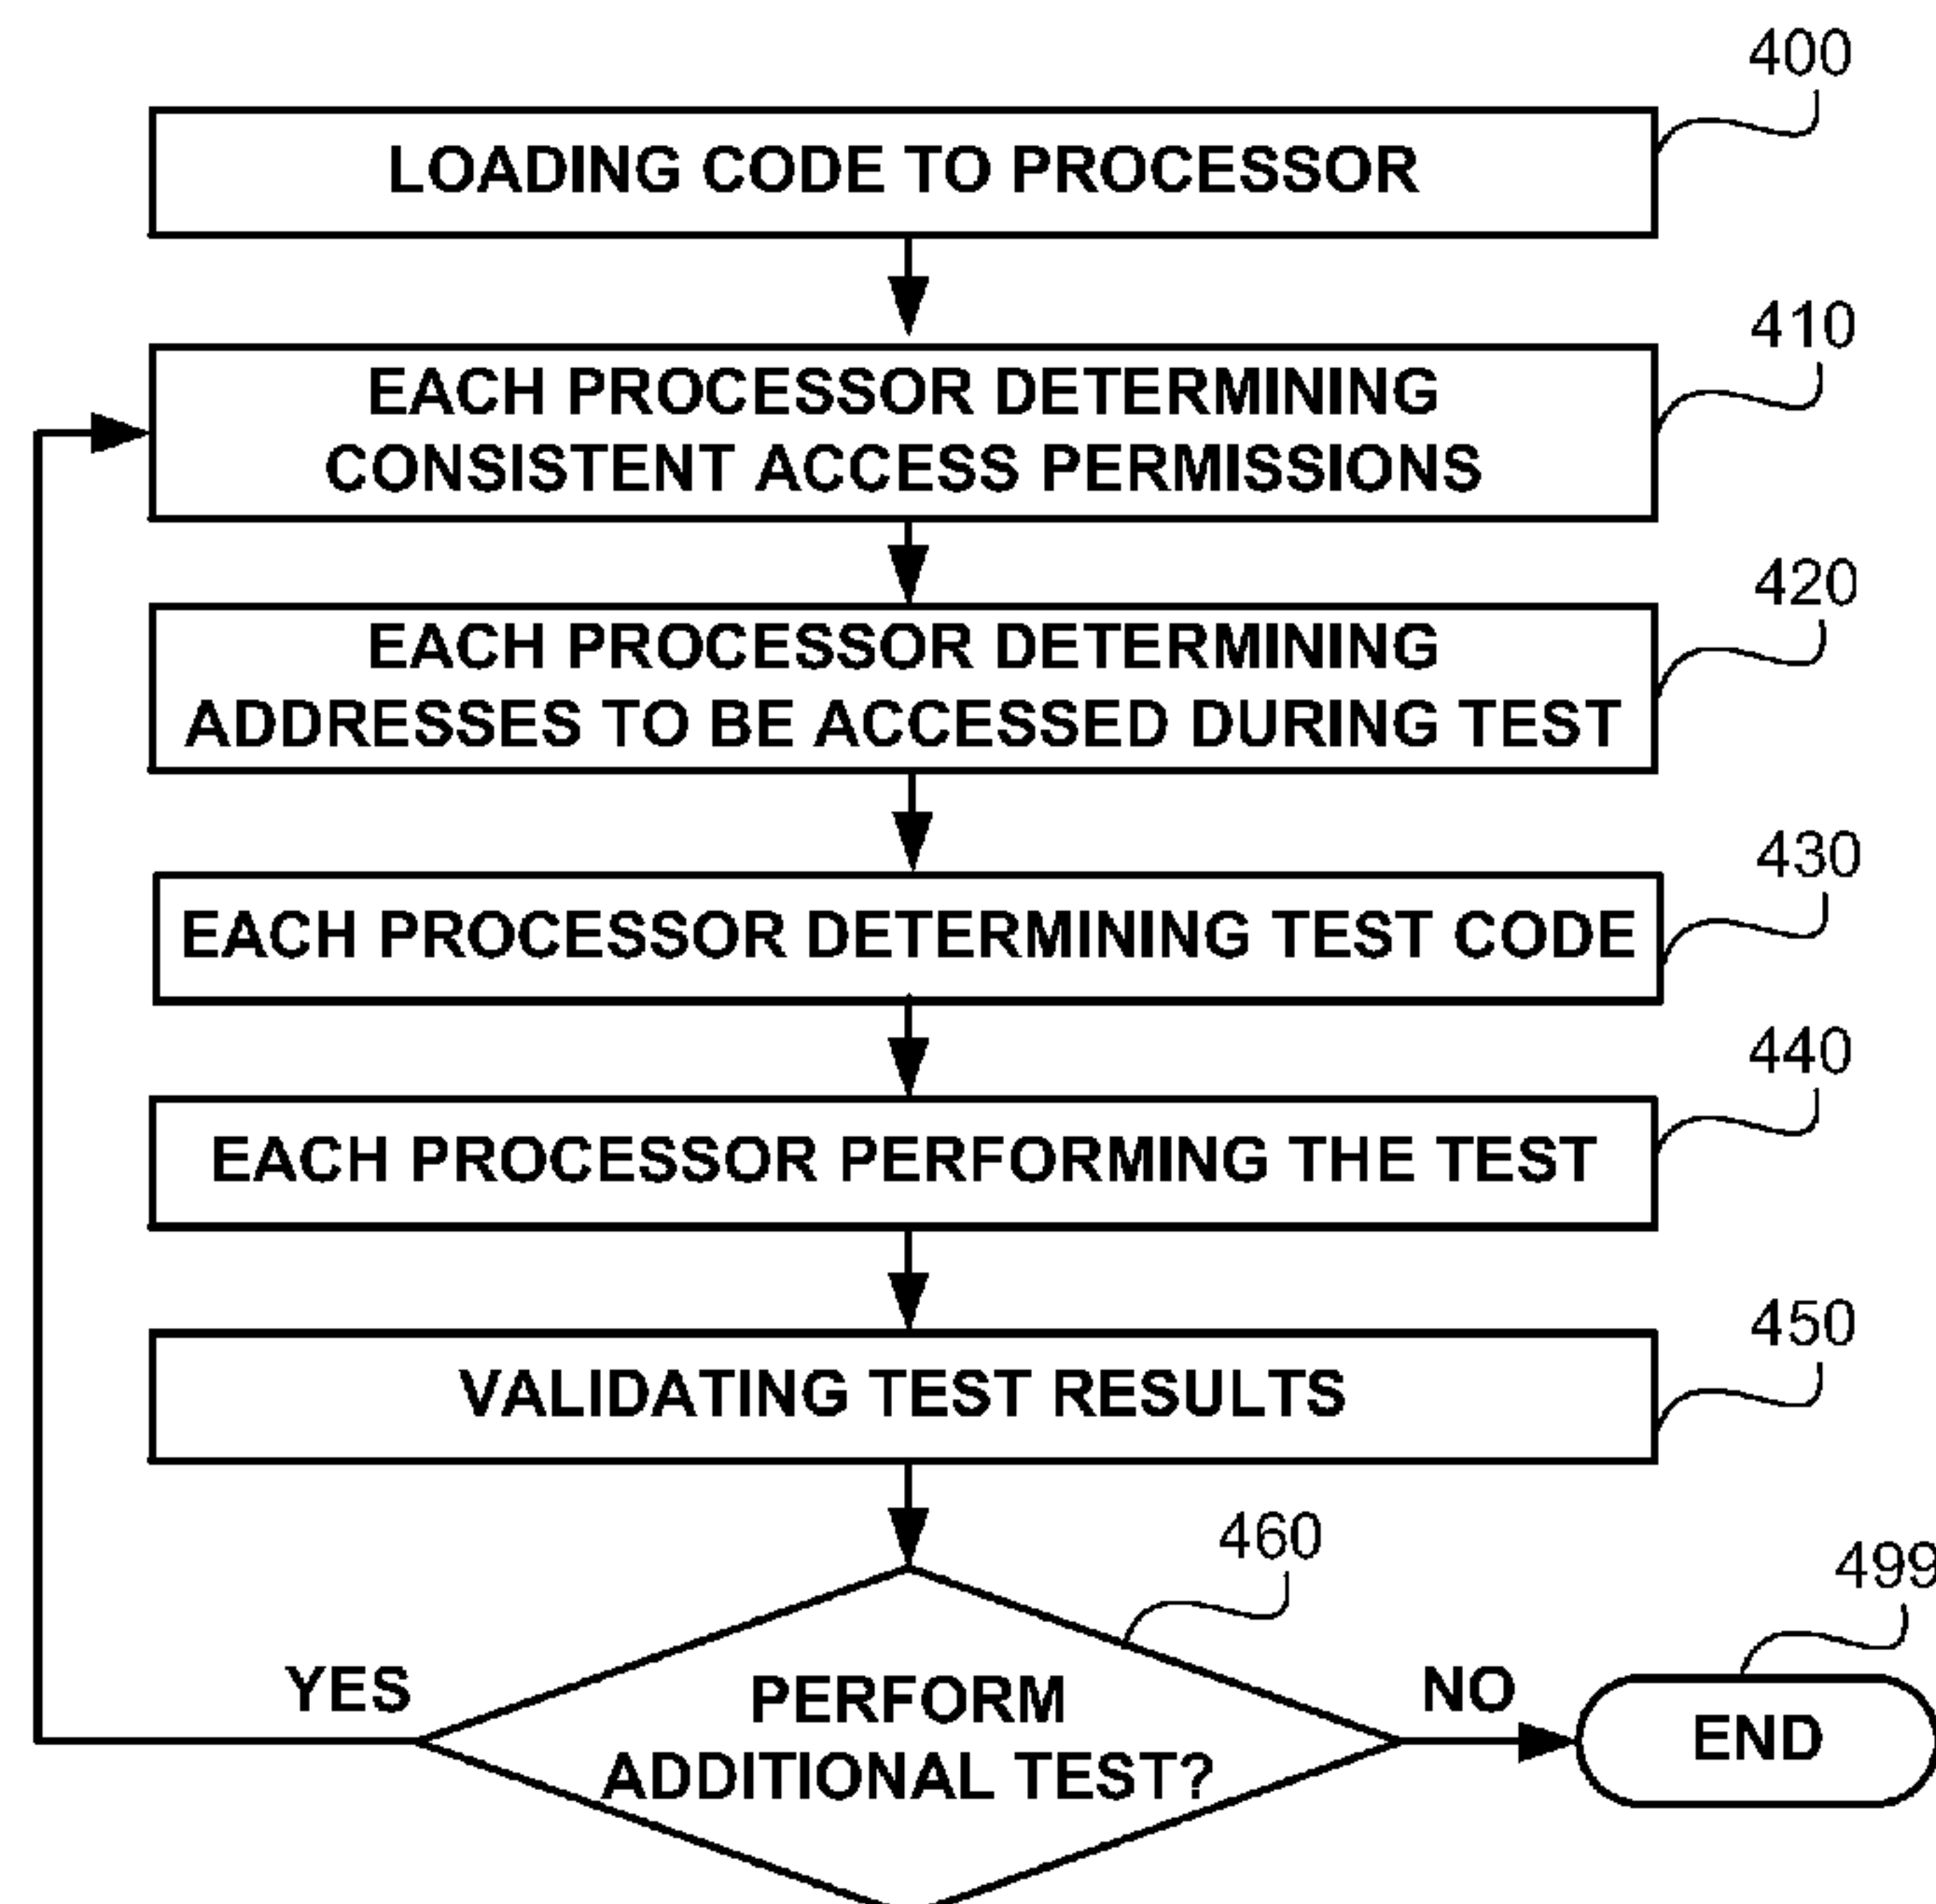 400
LOADING CODE TO PROCESSOR
410
EACH PROCESSOR DETERMINING
CONSISTENT ACCESS PERMISSIONS
420
EACH PROCESSOR DETERMINING
ADDRESSES TO BE ACCESSED DURING TEST
430
EACH PROCESSOR DETERMINING TEST CODE
440
EACH PROCESSOR PERFORMING THE TEST
450
VALIDATING TEST RESULTS
460
499
YES
PERFORM
ADDITIONAL TEST?
NO
END